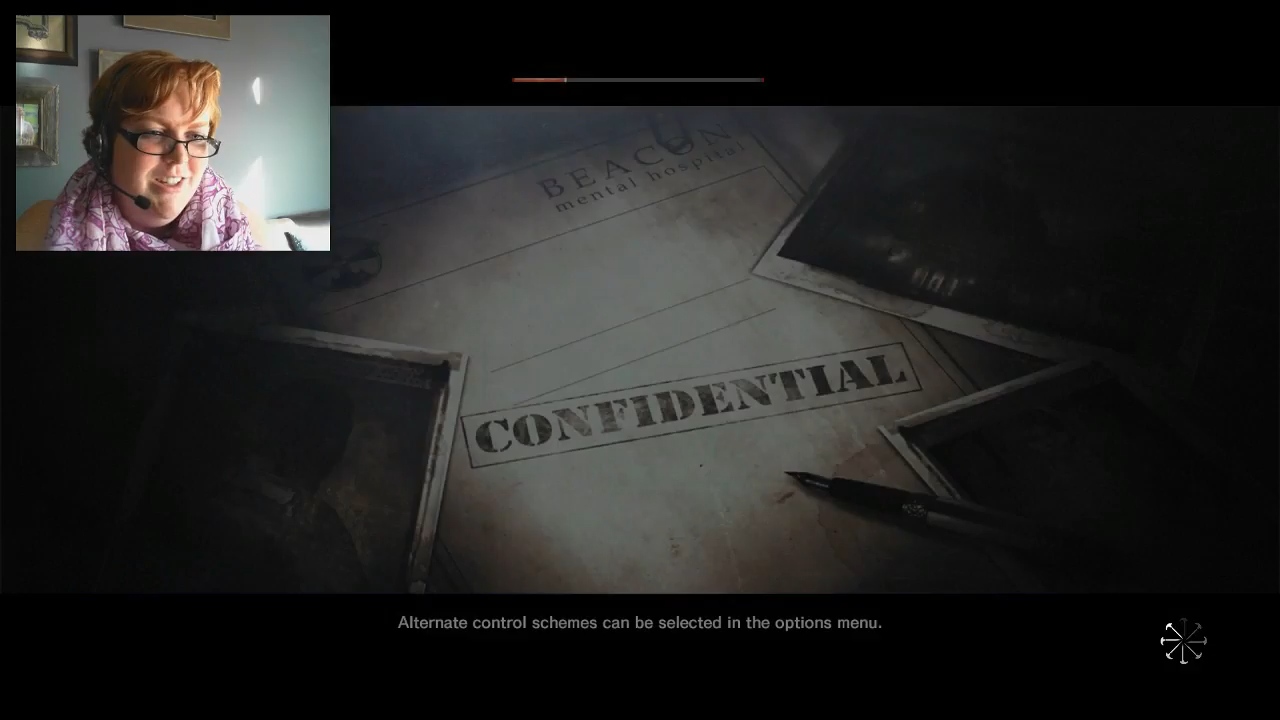 BEACON
mental hospital
CONFIDENTIAL
Alternate control schemes can be selected in the options menu.